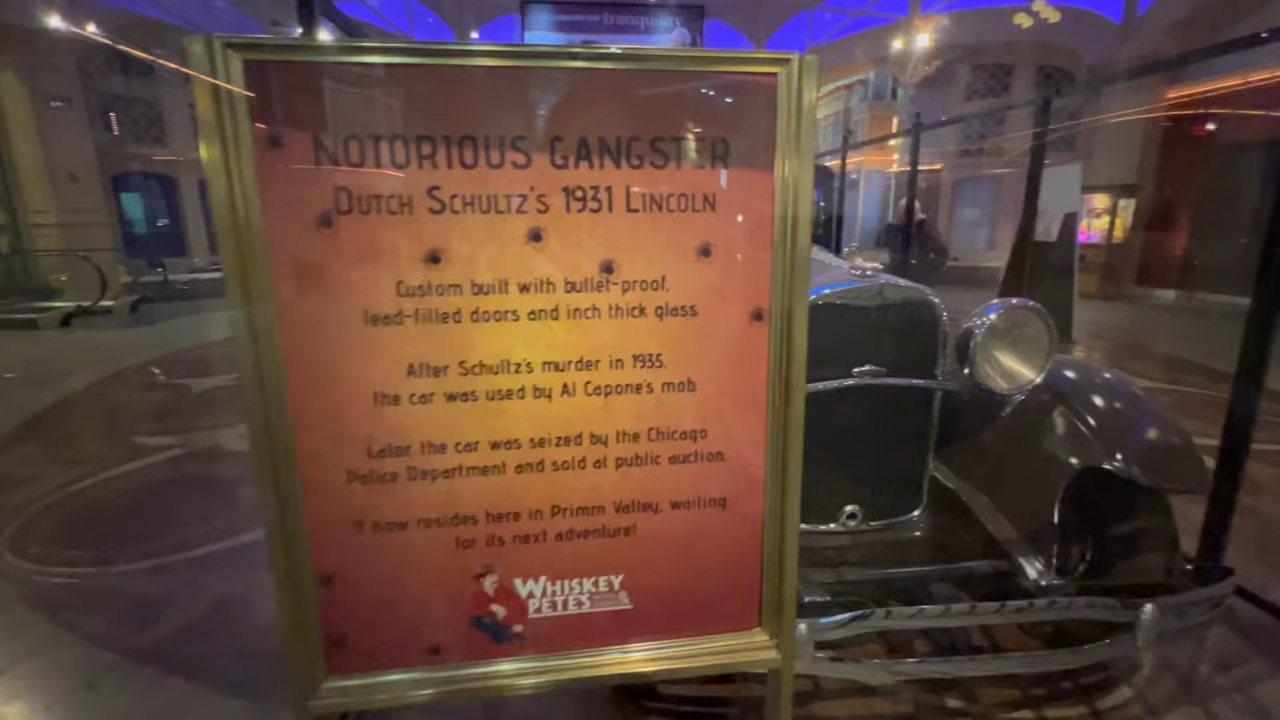 tranquility
NOTORIOUS GANGSTER
DUTCH SCHULTZ'S 1931 LINCOLN
Custom built with bullet-proof,
lead-filled doors and inch thick glass.
After Schultz's murder in 1935,
the car was used by Al Capone's mob.
Later the car was seized by the Chicago
Police Department and sold at public auction.
It now resides here in Primm Valley, waiting
for its next adventure!
WHISKEY
PETE'S